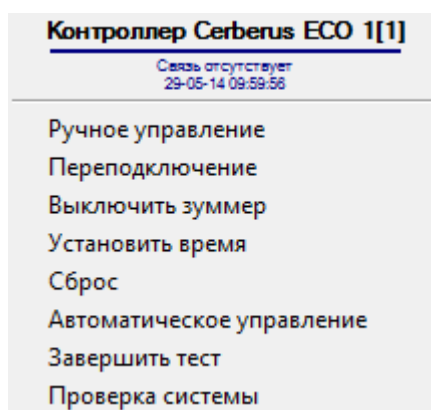 Контроллер Cerberus ECO 1[1]
Связь отсутствует
29-05-14 09:59:56
Ручное управление
Переподключение
Выключить зуммер
Установить время
Сброс
Автоматическое управление
Завершить тест
Проверка системы